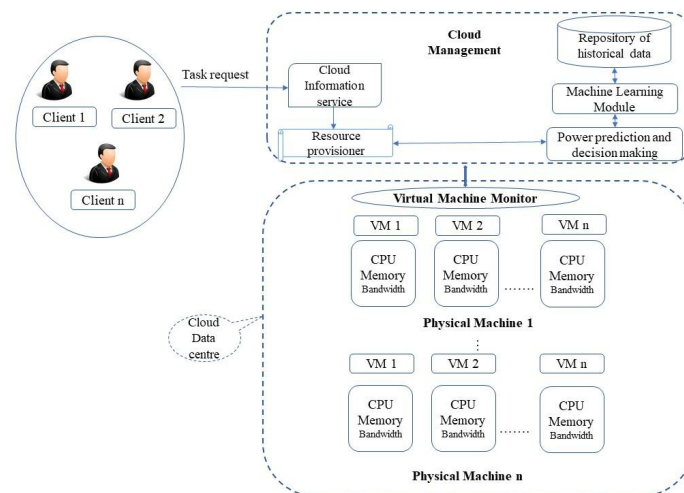 Cloud
Management
Repository of
historical data
Task request
Cloud
Information
service
Machine Learning
Module
Client 1
Client 2
Resource
provisioner
Power prediction and
decision making
Client n
Virtual Machine Monitor
VM 1
VM 2
VM n
CPU
Memory
Bandwidth
CPU
Memory
Bandwidth
.......
CPU
Memory
Bandwidth
Physical Machine 1
Cloud
Data
centre
VM 1
VM 2
VM n
CPU
Memory
Bandwidth
CPU
Memory
Bandwidth
.......
CPU
Memory
Bandwidth
Physical Machine n